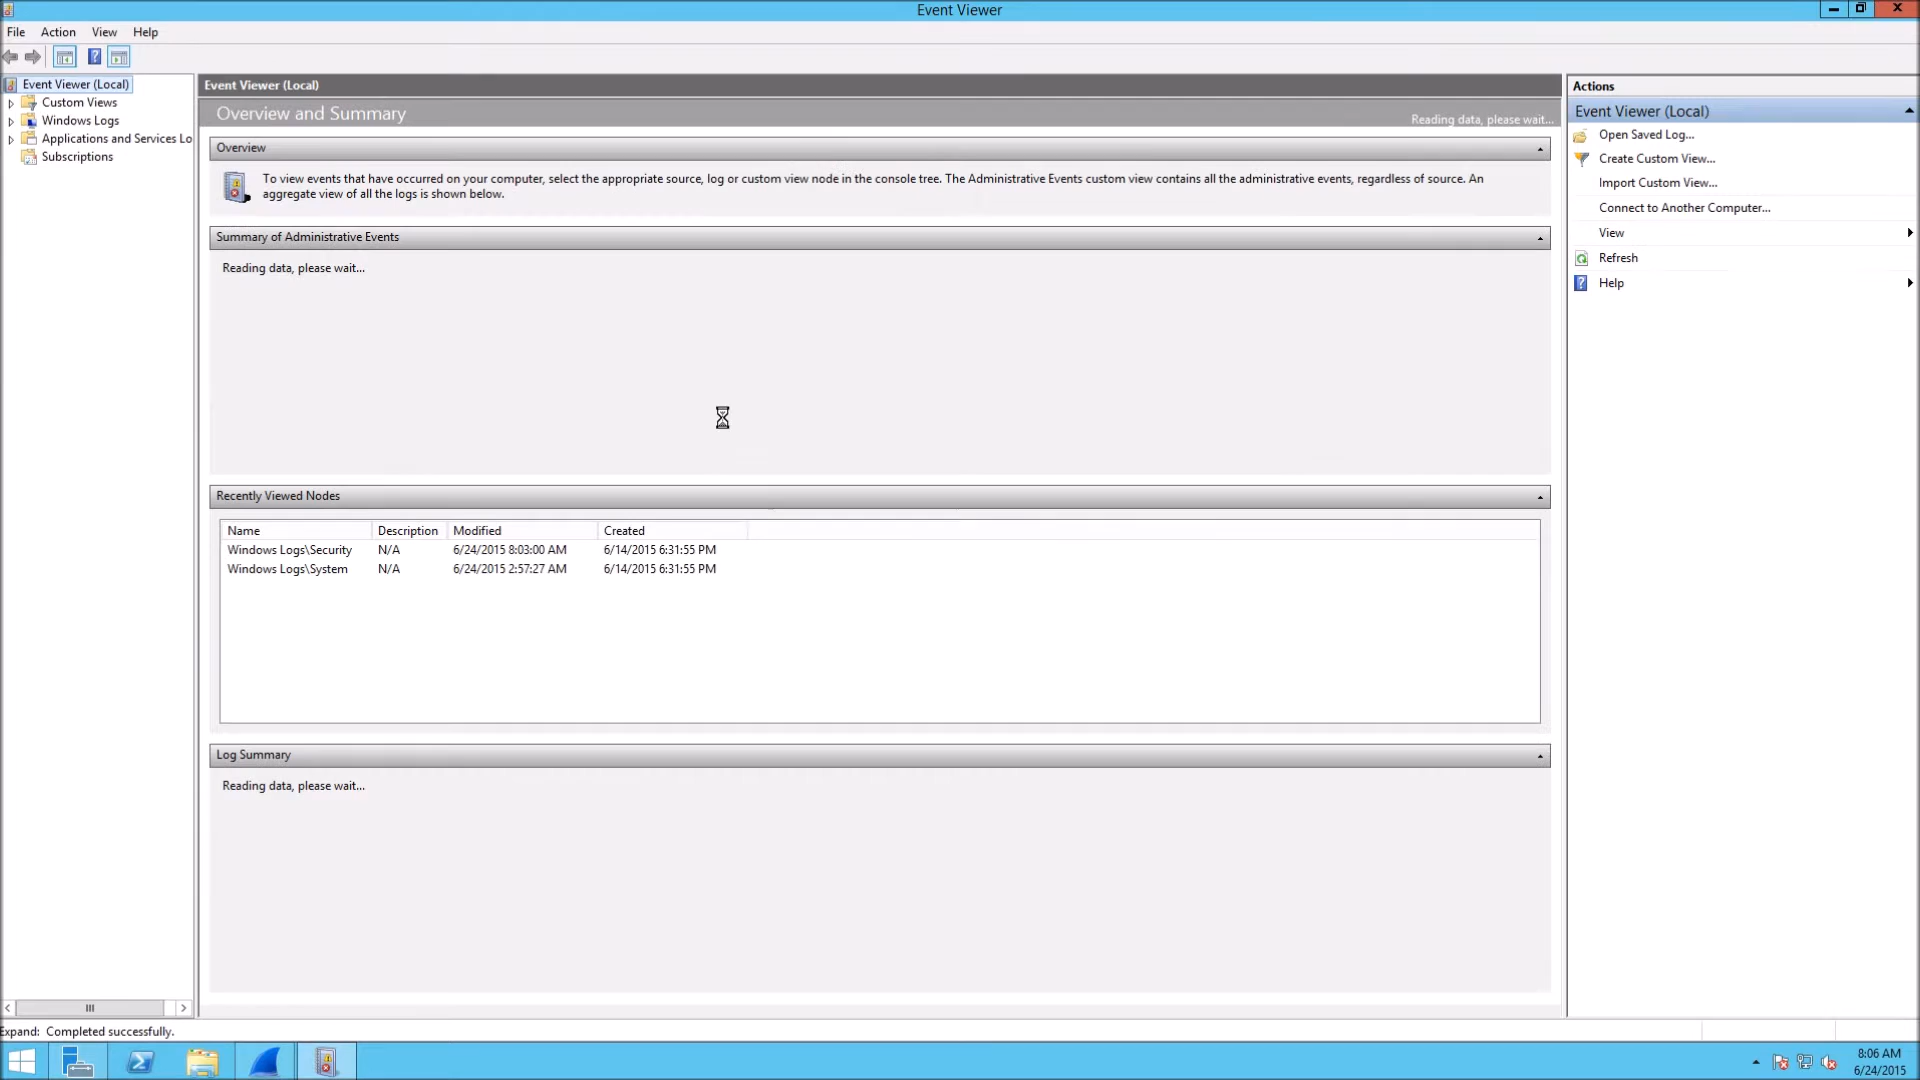 Event Viewer
File Action View Help
Event Viewer (Local)
Custom Views
Windows Logs
Applications and Services Lo
Subscriptions
Event Viewer (Local)
Overview and Summary
Reading data, please wait...
Overview
To view events that have occurred on your computer, select the appropriate source, log or custom view node in the console tree. The Administrative Events custom view contains all the administrative events, regardless of source. An
aggregate view of all the logs is shown below.
Summary of Administrative Events
Reading data, please wait...
Recently Viewed Nodes
Name Description Modified Created
Windows Logs\Security N/A 6/24/2015 8:03:00 AM 6/14/2015 6:31:55 PM
Windows Logs\System N/A 6/24/2015 2:57:27 AM 6/14/2015 6:31:55 PM
Log Summary
Reading data, please wait...
Actions
Event Viewer (Local)
Open Saved Log...
Create Custom View...
Import Custom View...
Connect to Another Computer...
View
Refresh
Help
Expand: Completed successfully.
8:06 AM
6/24/2015